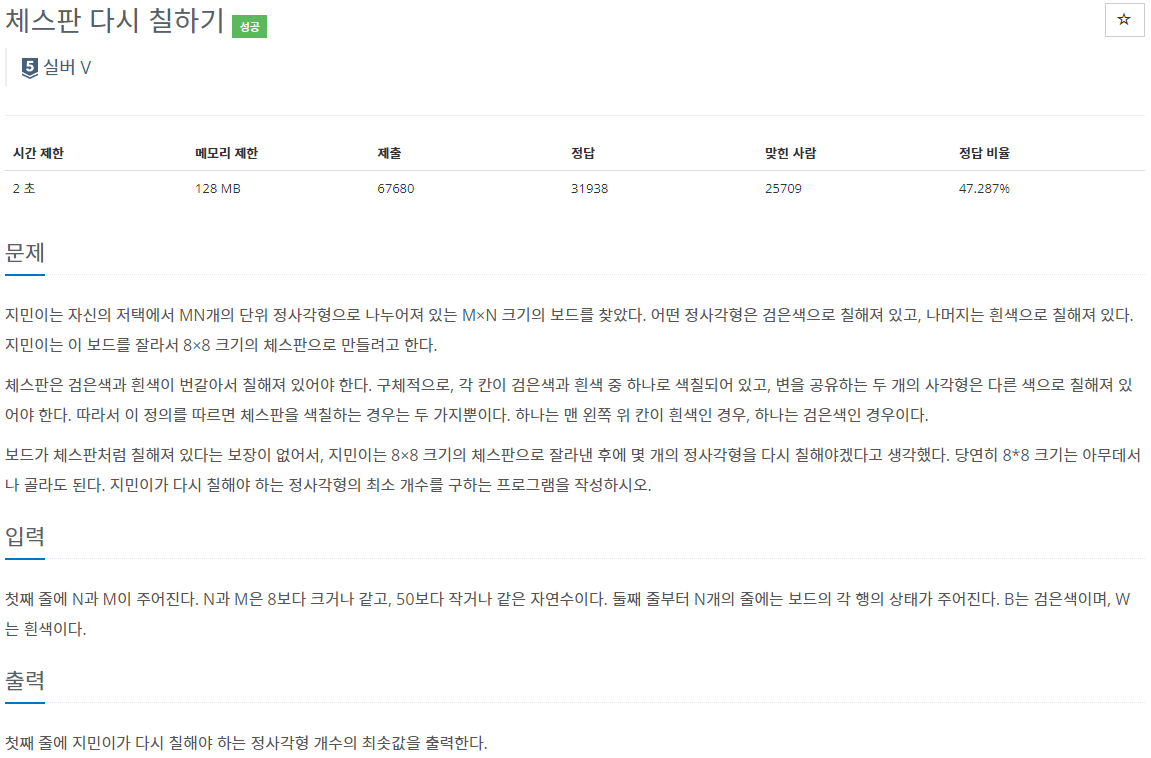 체스판 다시 칠하기 성공
☆
5 실버 V
시간 제한 메모리 제한 제출 정답 맞힌 사람 정답 비율
2 초 128 MB 67680 31938 25709 47.287%
문제
지민이는 자신의 저택에서 MN개의 단위 정사각형으로 나누어져 있는 M×N 크기의 보드를 찾았다. 어떤 정사각형은 검은색으로 칠해져 있고, 나머지는 흰색으로 칠해져 있다.
지민이는 이 보드를 잘라서 8×8 크기의 체스판으로 만들려고 한다.
체스판은 검은색과 흰색이 번갈아서 칠해져 있어야 한다. 구체적으로, 각 칸이 검은색과 흰색 중 하나로 색칠되어 있고, 변을 공유하는 두 개의 사각형은 다른 색으로 칠해져 있
어야 한다. 따라서 이 정의를 따르면 체스판을 색칠하는 경우는 두 가지뿐이다. 하나는 맨 왼쪽 위 칸이 흰색인 경우, 하나는 검은색인 경우이다.
보드가 체스판처럼 칠해져 있다는 보장이 없어서, 지민이는 8×8 크기의 체스판으로 잘라낸 후에 몇 개의 정사각형을 다시 칠해야겠다고 생각했다. 당연히 8*8 크기는 아무데서
나 골라도 된다. 지민이가 다시 칠해야 하는 정사각형의 최소 개수를 구하는 프로그램을 작성하시오.
입력
첫째 줄에 N과 M이 주어진다. N과 M은 8보다 크거나 같고, 50보다 작거나 같은 자연수이다. 둘째 줄부터 N개의 줄에는 보드의 각 행의 상태가 주어진다. B는 검은색이며, W
는 흰색이다.
출력
첫째 줄에 지민이가 다시 칠해야 하는 정사각형 개수의 최솟값을 출력한다.